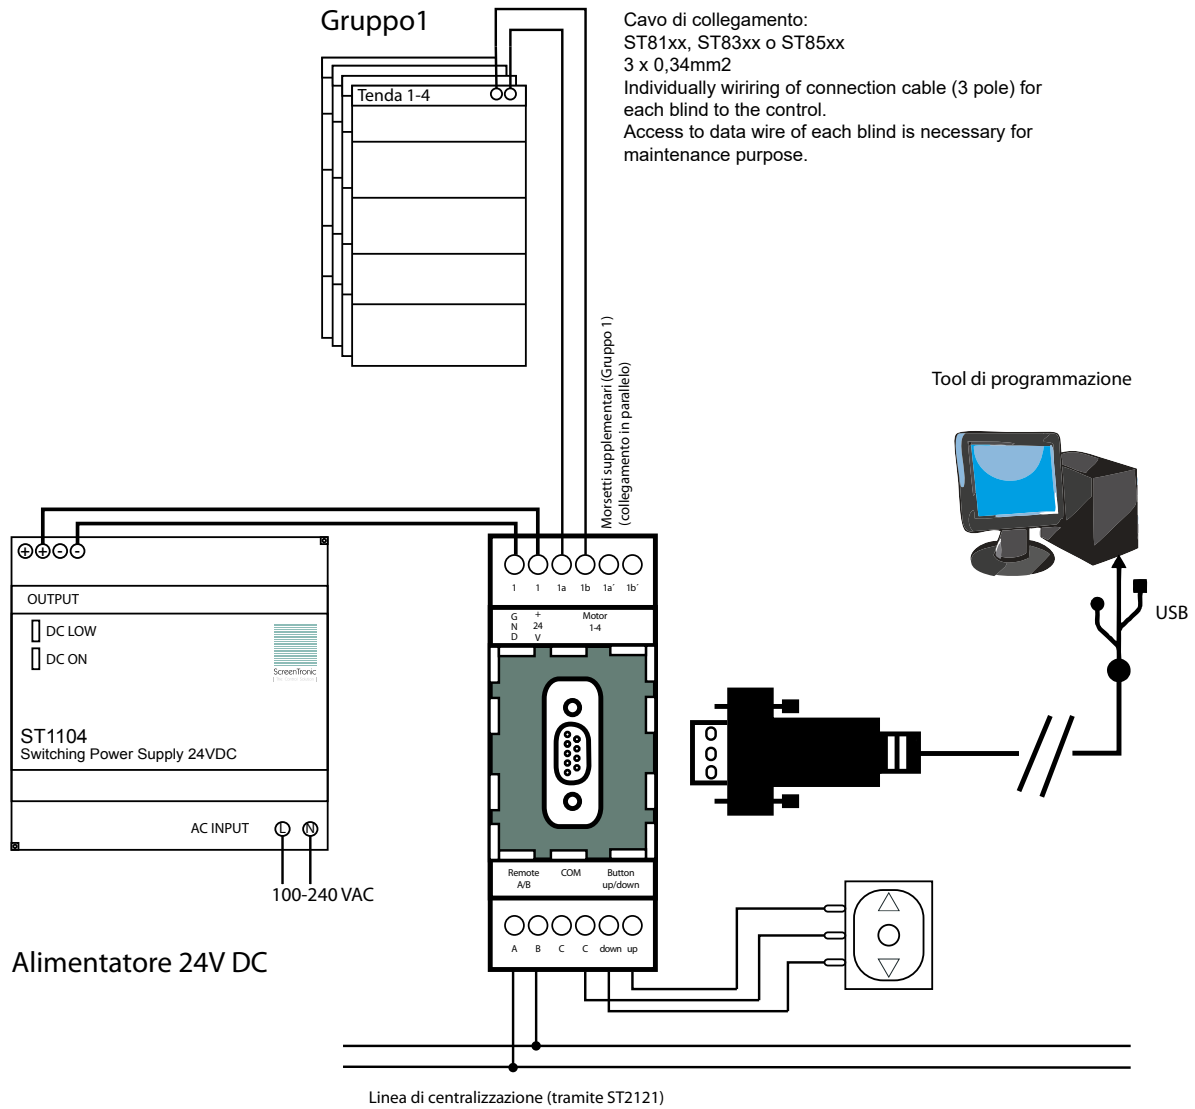 Gruppo1
Cavo di collegamento:
ST81xx, ST83xx o ST85xx
3 x 0,34mm2
Individually wiriring of connection cable (3 pole) for
each blind to the control.
Access to data wire of each blind is necessary for
maintenance purpose.
Tenda 1-4
Morsetti supplementari (Gruppo 1)
(collegamento in parallelo)
Tool di programmazione
USB
OUTPUT
DC LOW
DC ON
ScreenTronic
ST1104
Switching Power Supply 24VDC
AC INPUT
L N
100-240 VAC
Alimentatore 24V DC
1 1 1a 1b 1a´ 1b´
G
N
D
+
24
V
Motor
1-4
Remote
A/B
COM
Button
up/down
A B C C down up
Linea di centralizzazione (tramite ST2121)